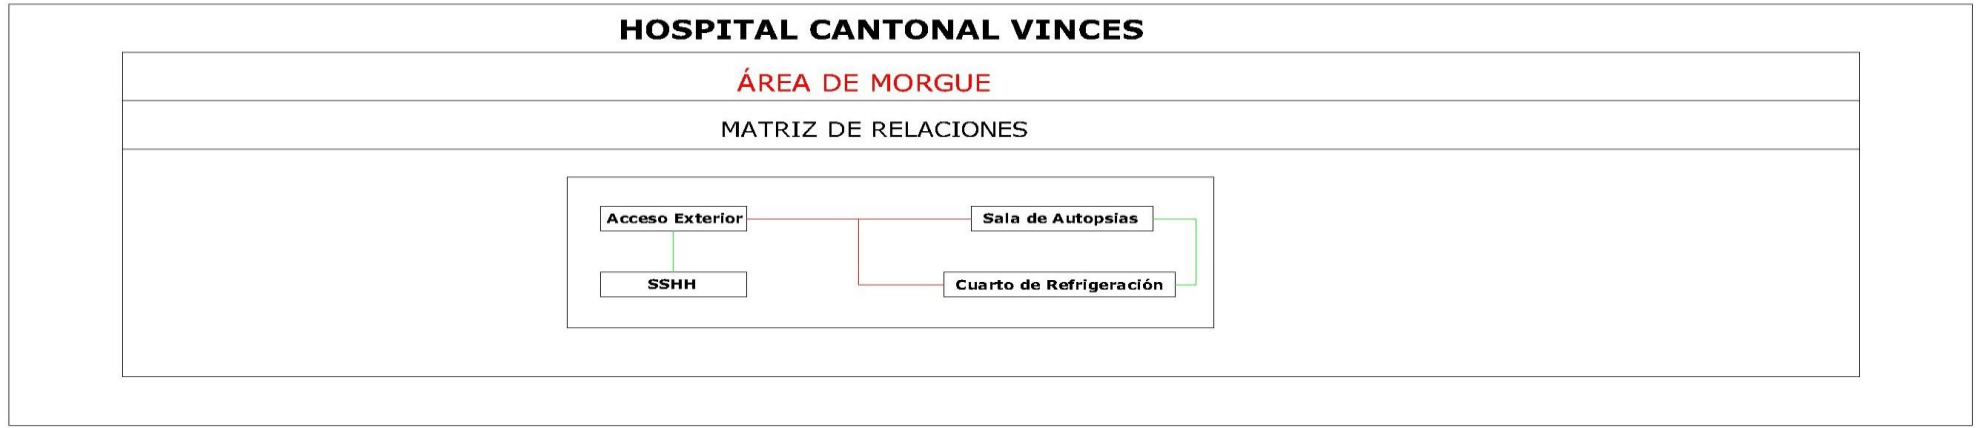 HOSPITAL CANTONAL VINCES
ÁREA DE MORGUE
MATRIZ DE RELACIONES
Acceso Exterior
Sala de Autopsias
SSHH
Cuarto de Refrigeración